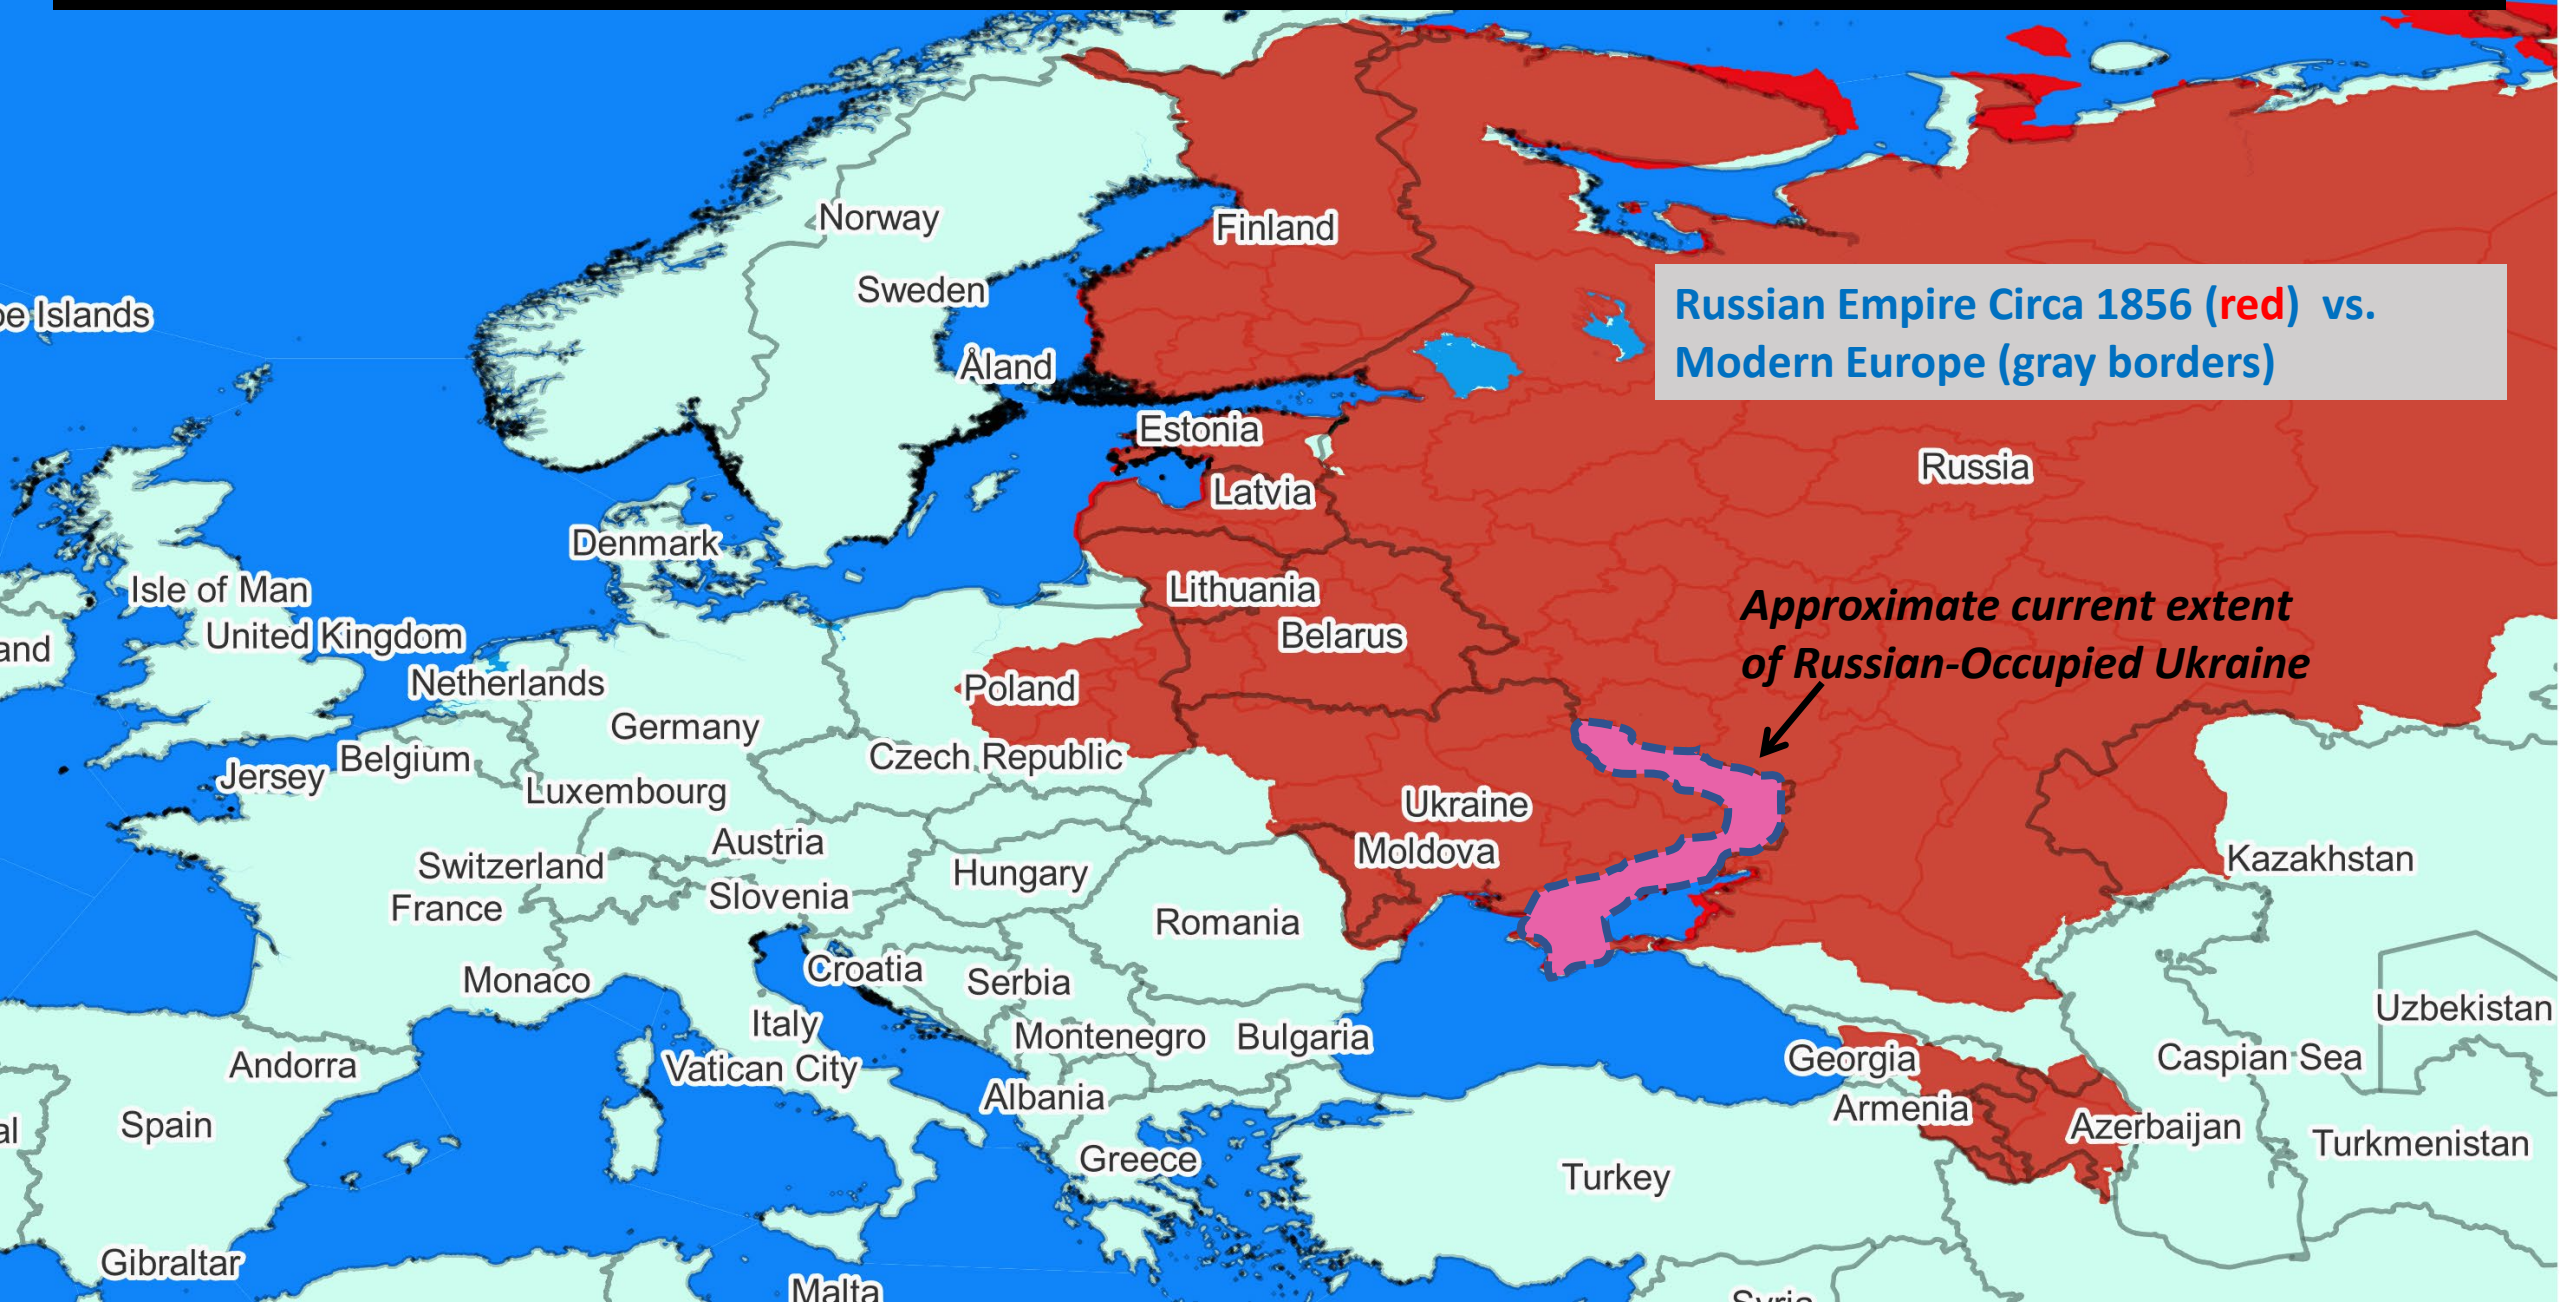 Norway
Finland
Sweden
Russian Empire Circa 1856 (red) vs.
Modern Europe (gray borders)
pe Islands
Åland
Estonia
Russia
Latvia
Denmark
Isle of Man
Lithuania
Approximate current extent
of Russian-Occupied Ukraine
United Kingdom
Belarus
and
Netherlands
Poland
Germany
Belgium
Czech Republic
Jersey
Luxembourg
Ukraine
Austria
Moldova
Switzerland
Hungary
Kazakhstan
Slovenia
France
Romania
Croatia
Monaco
Serbia
Uzbekistan
Italy
Montenegro
Bulgaria
Andorra
Vatican City
Georgia
Caspian Sea
Albania
Armenia
al
Spain
Azerbaijan
Turkmenistan
Greece
Turkey
Gibraltar
Malta
Syria